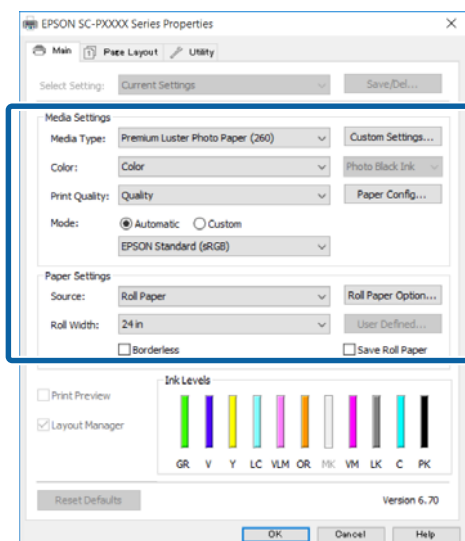 EPSON SC-PXXXX Series Properties
Main Page Layout Utility
Select Setting: Current Settings Save/Del...
Media Settings
Media Type: Premium Luster Photo Paper (260) Custom Settings...
Color: Color Photo Black Ink
Print Quality: Quality Paper Config...
Mode: Automatic Custom
EPSON Standard (sRGB)
Paper Settings
Source: Roll Paper Roll Paper Option...
Roll Width: 24 in User Defined...
Borderless Save Roll Paper
Ink Levels
Print Preview
Layout Manager
GR V Y LC VLM OR MK VM LK C PK
Reset Defaults Version 6.70
OK Cancel Help